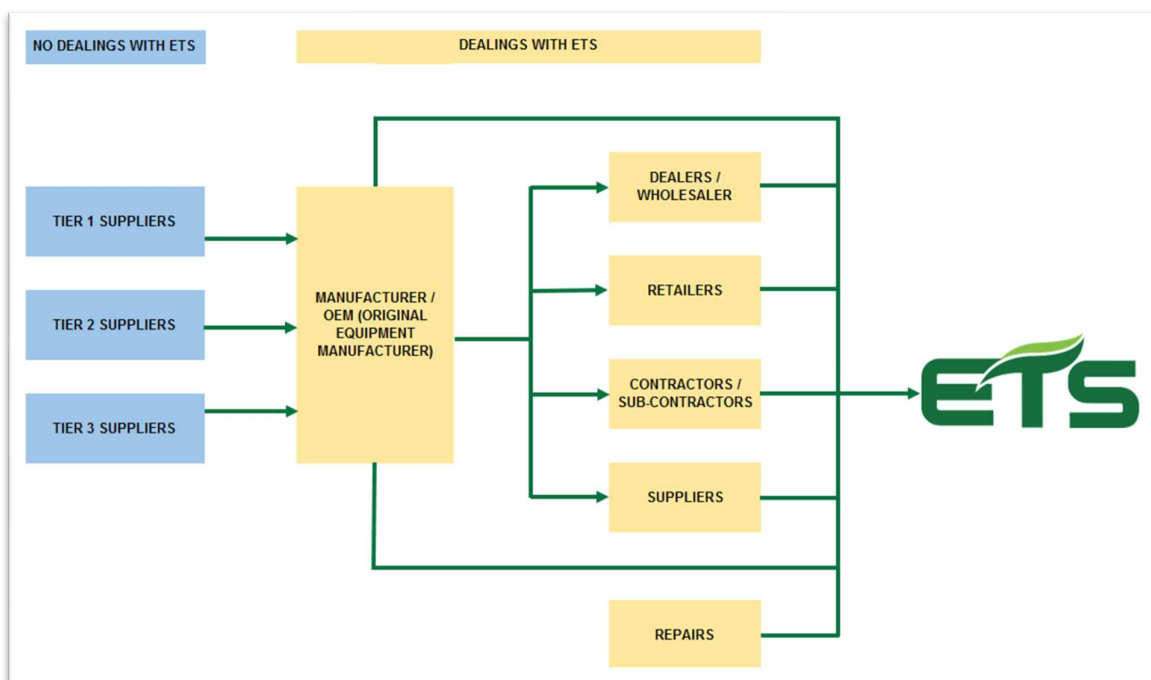 NO DEALINGS WITH ETS
DEALINGS WITH ETS
TIER 1 SUPPLIERS
TIER 2 SUPPLIERS
TIER 3 SUPPLIERS
MANUFACTURER /
OEM (ORIGINAL
EQUIPMENT
MANUFACTURER)
DEALERS /
WHOLESALER
RETAILERS
CONTRACTORS /
SUB-CONTRACTORS
SUPPLIERS
REPAIRS
ETS